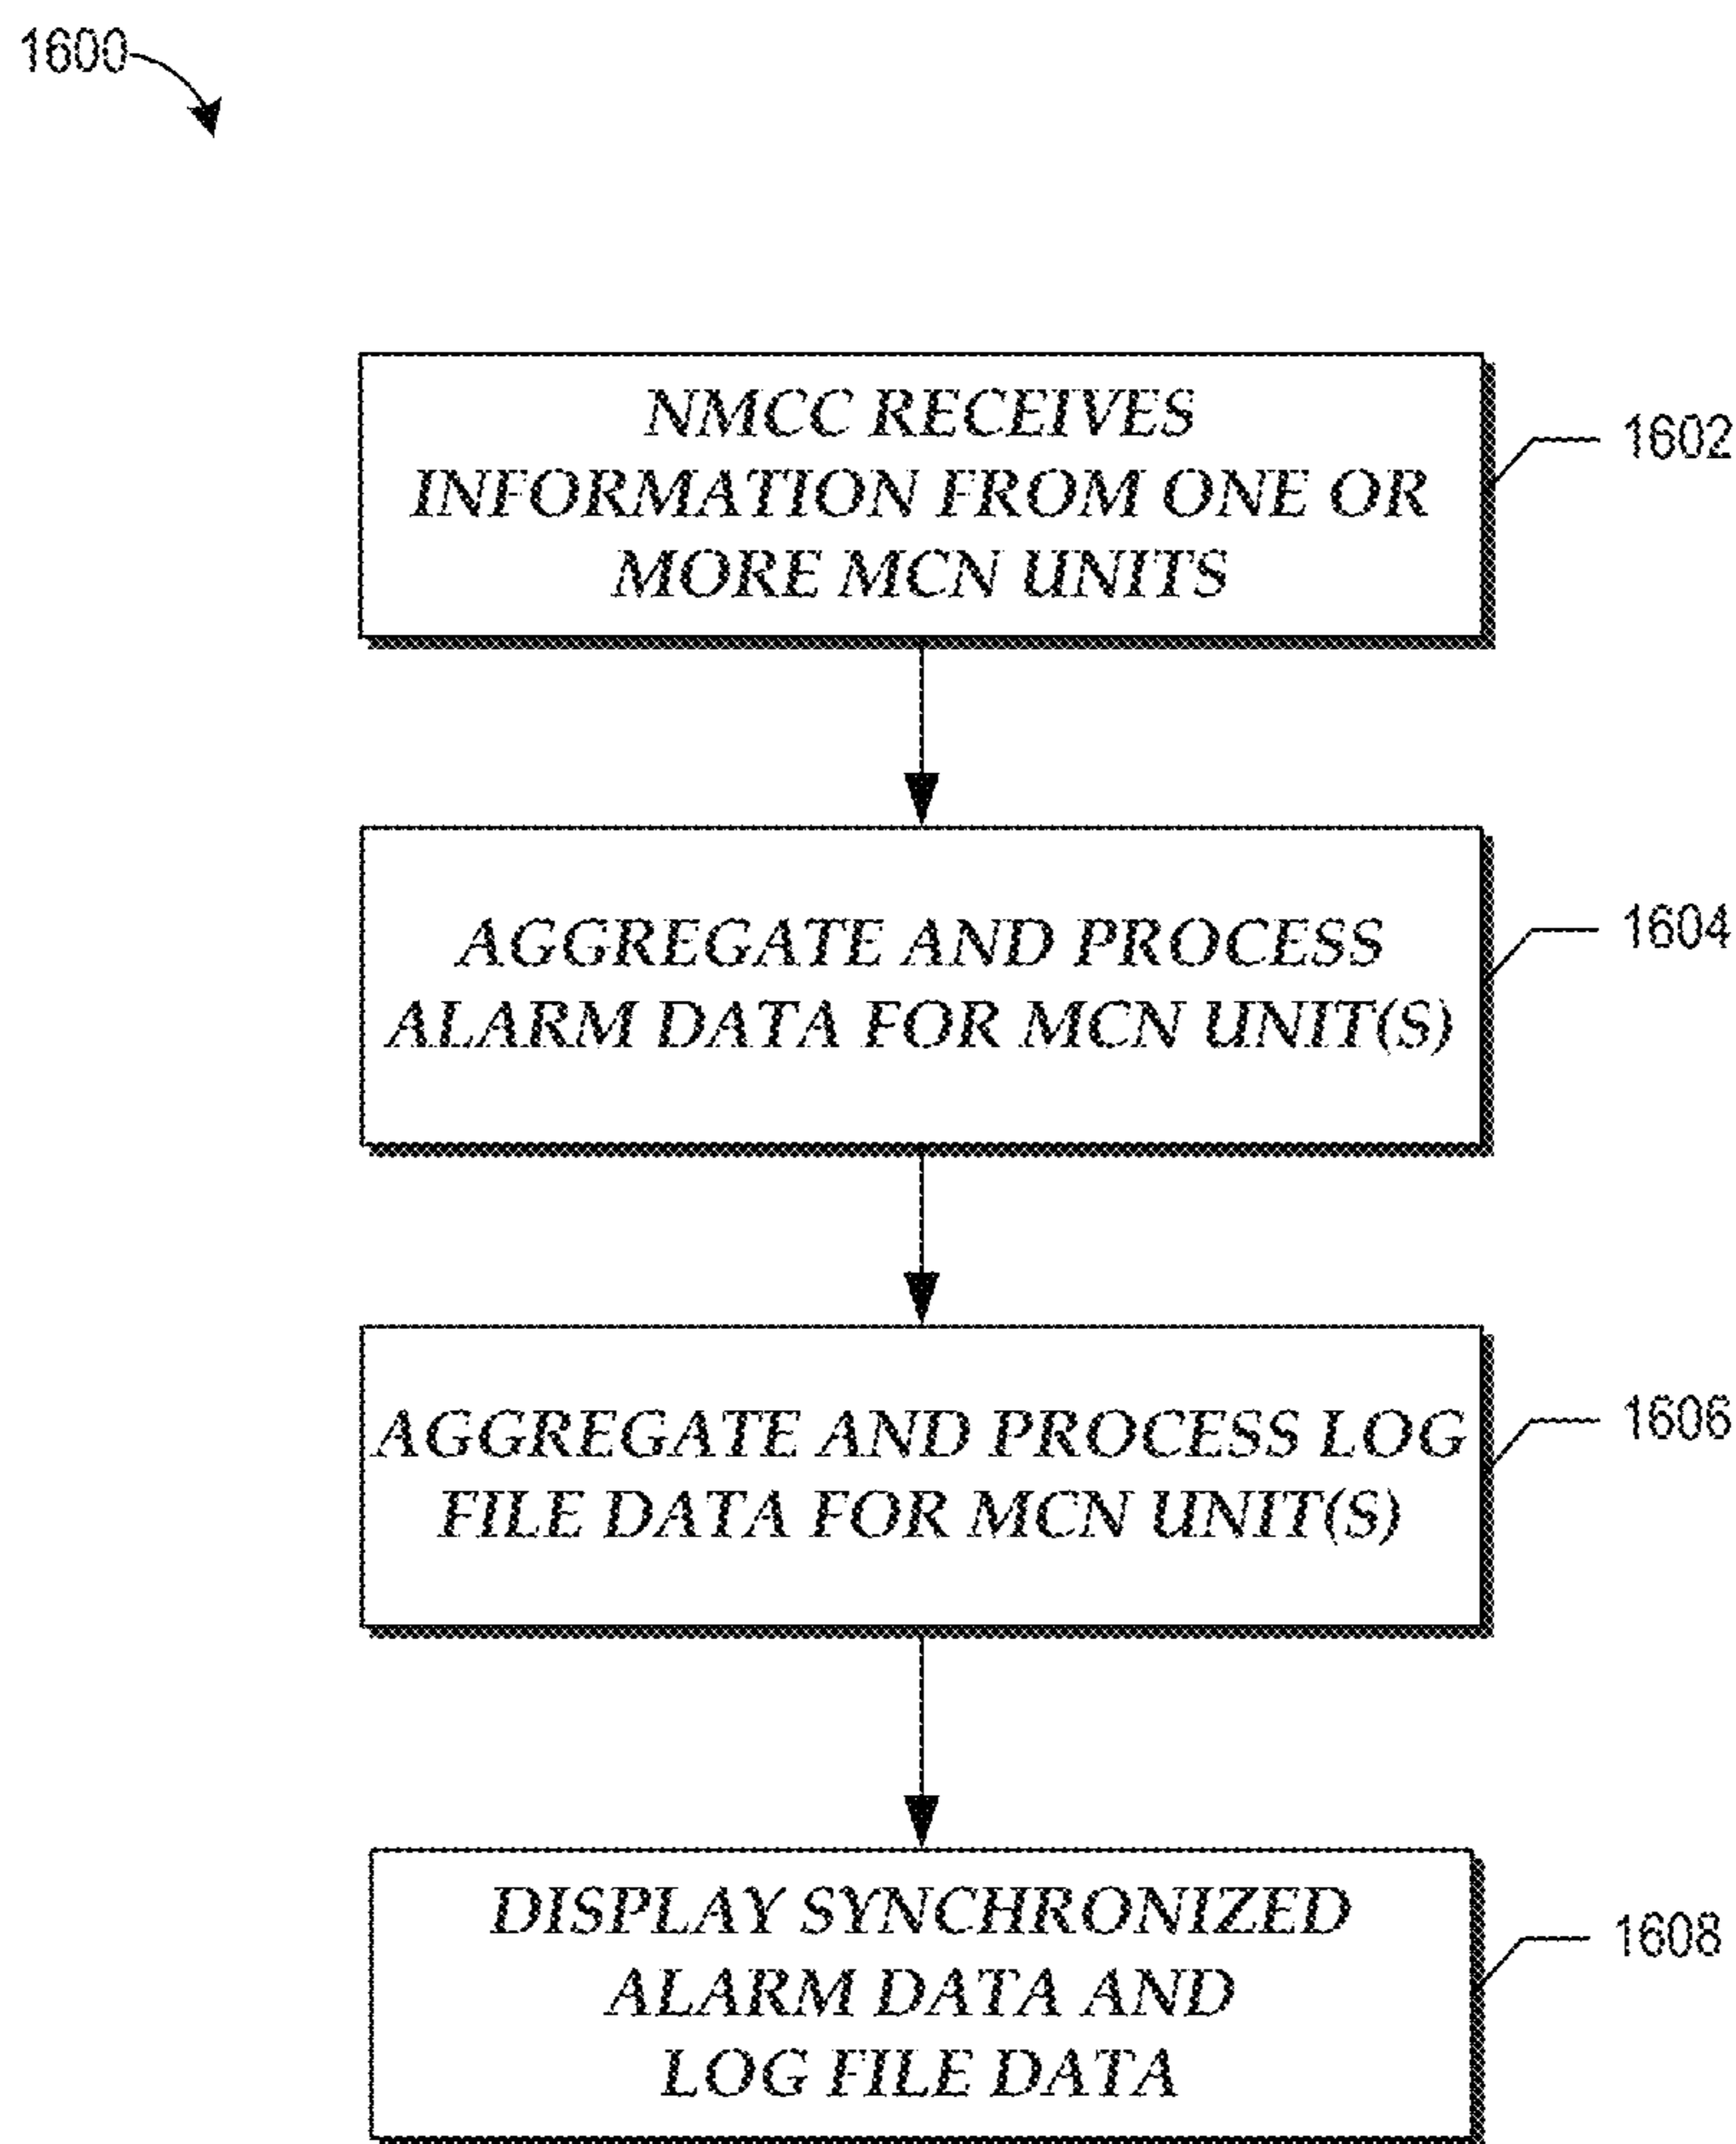 1600
NMCC RECEIVES
INFORMATION FROM ONE OR
MORE MCN UNITS
1602
AGGREGATE AND PROCESS
ALARM DATA FOR MCN UNIT(S)
1604
AGGREGATE AND PROCESS LOG
FILE DATA FOR MCN UNIT(S)
1606
DISPLAY SYNCHRONIZED
ALARM DATA AND
LOG FILE DATA
1608